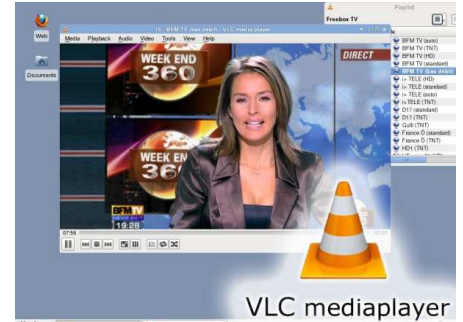 Playlist
Freebox TV
19 - BFM TV (bas débit) - VLC media player
Media Playback Audio Video Tools View Help
Web
Documents
WEEK END
360
DIRECT
WEEK END
360
BFM TV
19:28
07:56
BFM TV (auto)
BFM TV (TNT)
BFM TV (HD)
BFM TV (standard)
BFM TV (bas débit)
i> TELE (HD)
i> TELE (standard)
i> TELE (auto)
i> TELE (TNT)
D17 (standard)
D17 (TNT)
Gulli (TNT)
France Ô (standard)
France Ô (TNT)
HD1 (TNT)
VLC mediaplayer